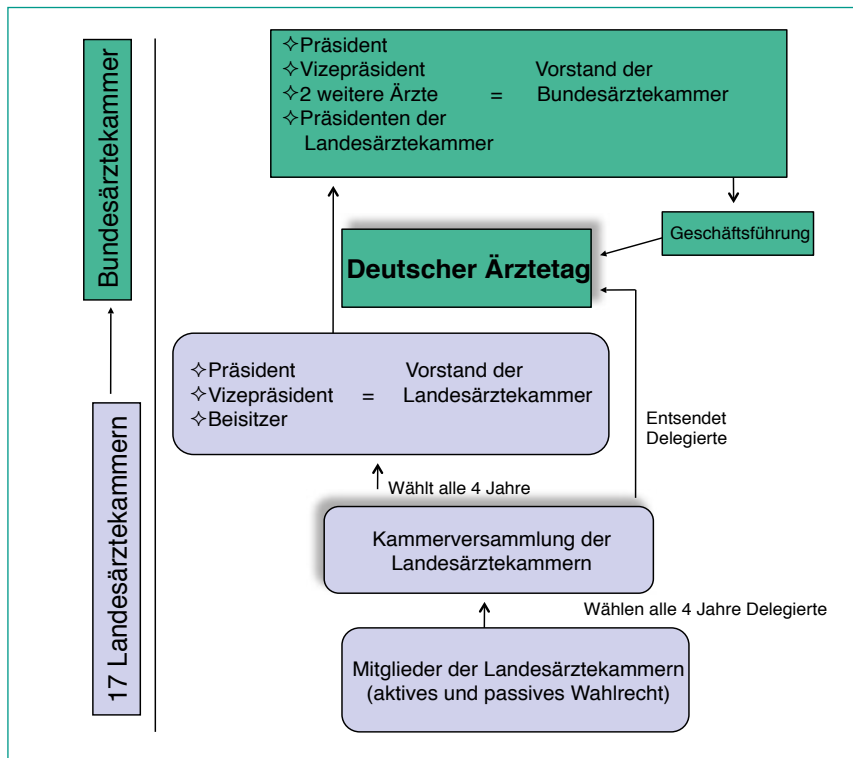 Bundesärztekammer
17 Landesärztekammern
✧Präsident
✧Vizepräsident Vorstand der
✧2 weitere Ärzte = Bundesärztekammer
✧Präsidenten der
Landesärztekammer
Geschäftsführung
Deutscher Ärztetag
✧Präsident Vorstand der
✧Vizepräsident = Landesärztekammer
✧Beisitzer
Entsendet
Delegierte
Wählt alle 4 Jahre
Kammerversammlung der
Landesärztekammern
Wählen alle 4 Jahre Delegierte
Mitglieder der Landesärztekammern
(aktives und passives Wahlrecht)